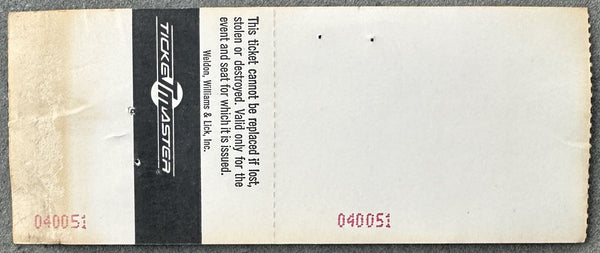 TICKETMASTER
This ticket cannot be replaced if lost,
stolen or destroyed. Valid only for the
event and seat for which it is issued.
Weldon, Williams & Lick, Inc.
040051
040051